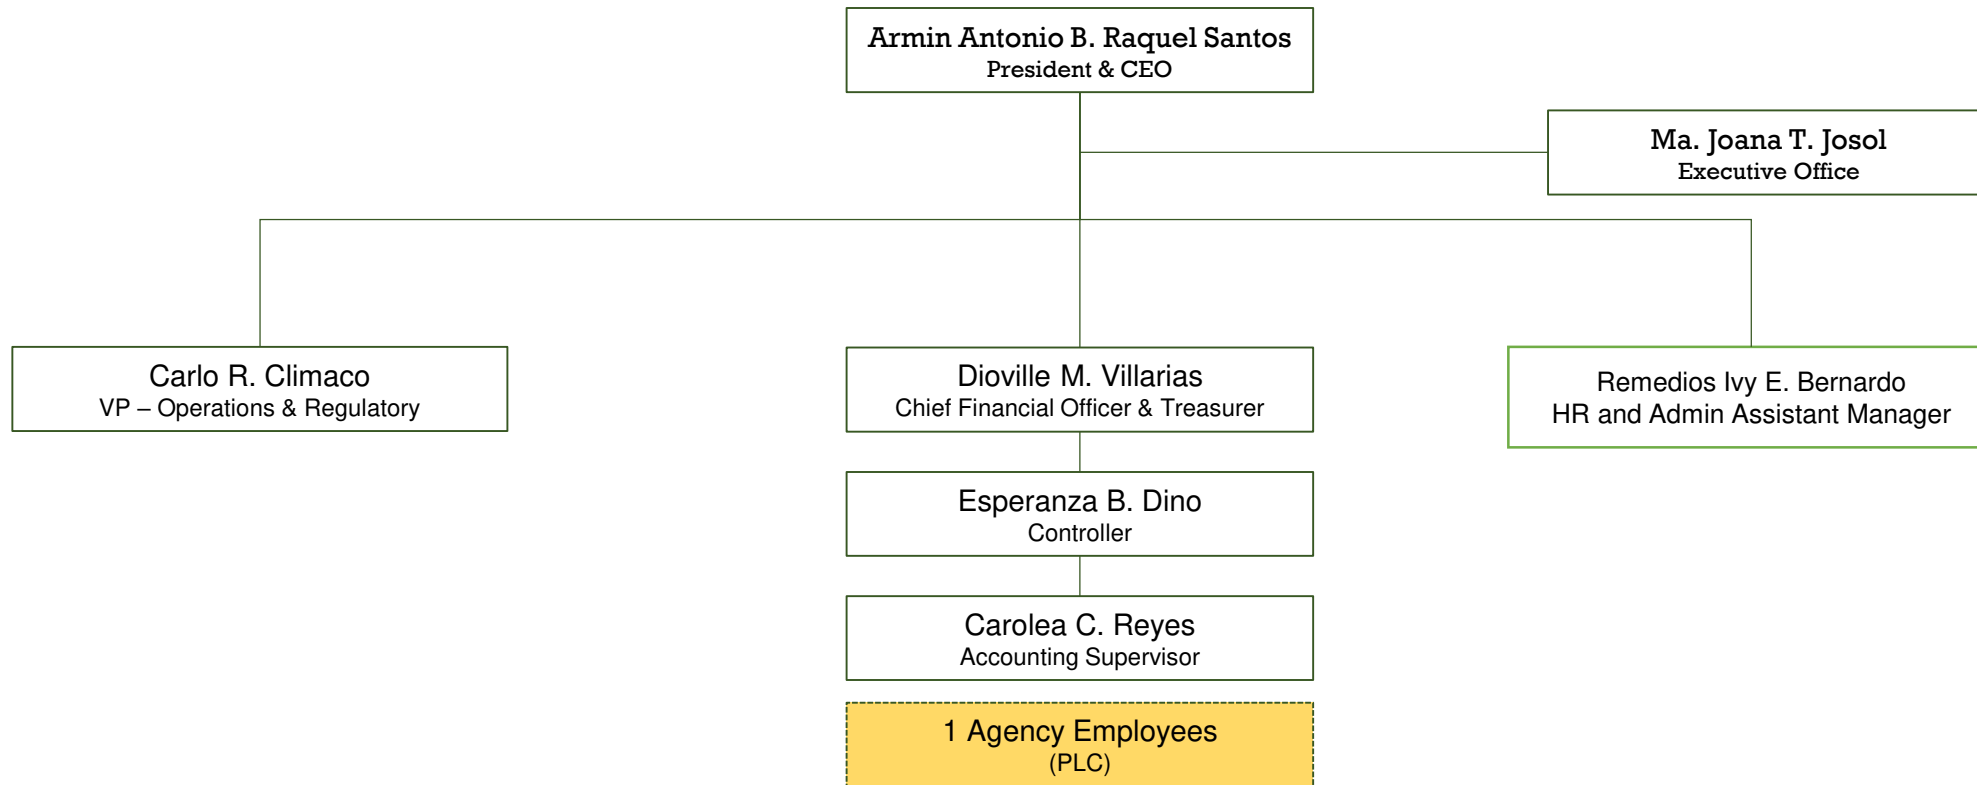 Armin Antonio B. Raquel Santos
President & CEO
Ma. Joana T. Josol
Executive Office
Carlo R. Climaco
VP – Operations & Regulatory
Dioville M. Villarias
Chief Financial Officer & Treasurer
Remedios Ivy E. Bernardo
HR and Admin Assistant Manager
Esperanza B. Dino
Controller
Carolea C. Reyes
Accounting Supervisor
1 Agency Employees
(PLC)